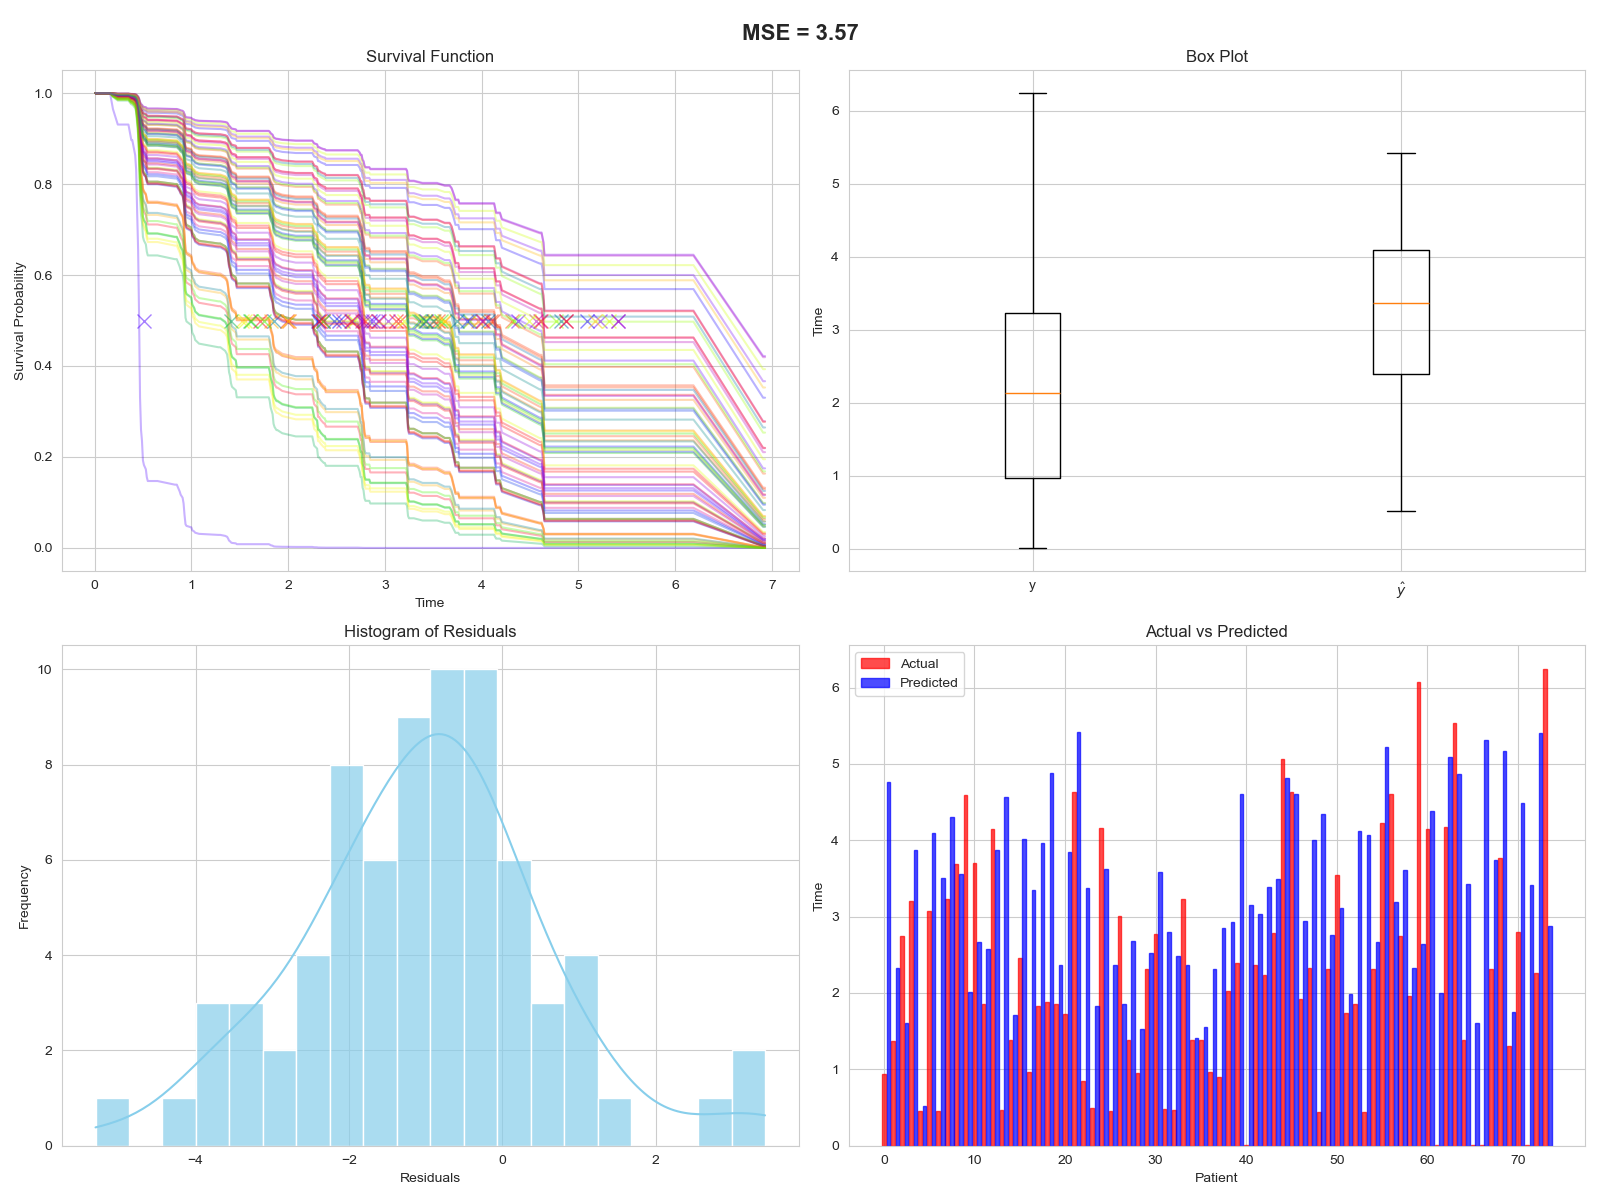 MSE = 3.57
Survival Function
Survival Probability
1.0
0.8
0.6
0.4
0.2
0.0
0 1 2 3 4 5 6 7
Time
Box Plot
Time
6
5
4
3
2
1
0
y ŷ
Histogram of Residuals
Frequency
10
8
6
4
2
0
−4 −2 0 2
Residuals
Actual vs Predicted
Actual
Predicted
Time
6
5
4
3
2
1
0
0 10 20 30 40 50 60 70
Patient